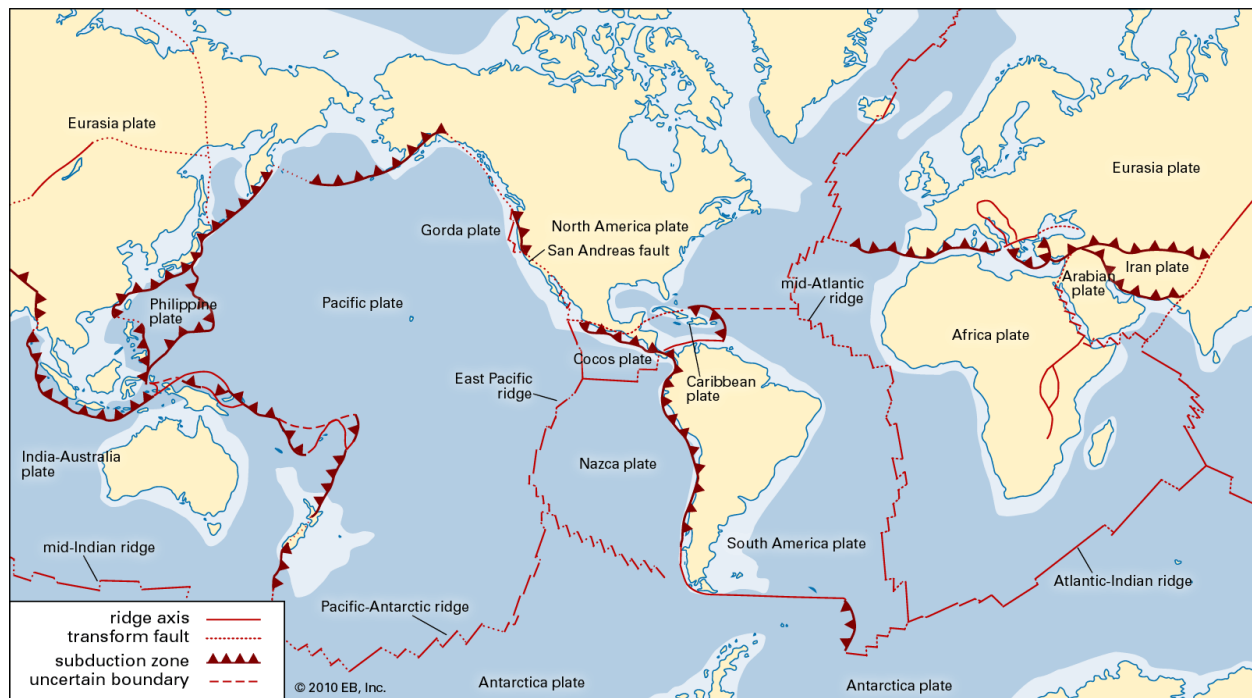 Eurasia plate
Eurasia plate
Gorda plate
North America plate
San Andreas fault
Philippine
plate
Pacific plate
mid-Atlantic
ridge
Arabian
plate
Iran plate
Africa plate
Cocos plate
Caribbean
plate
East Pacific
ridge
India-Australia
plate
Nazca plate
mid-Indian ridge
South America plate
Atlantic-Indian ridge
Pacific-Antarctic ridge
ridge axis
transform fault
subduction zone
uncertain boundary
© 2010 EB, Inc.
Antarctica plate
Antarctica plate